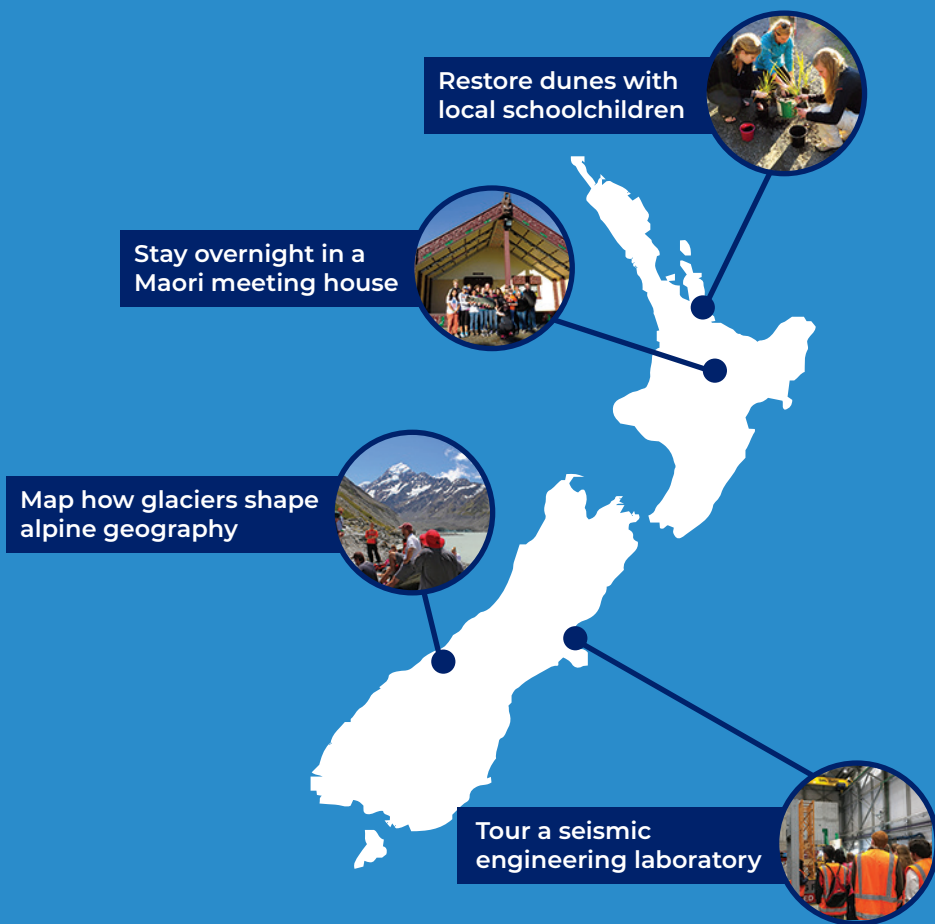 Restore dunes with
local schoolchildren
Stay overnight in a
Maori meeting house
Map how glaciers shape
alpine geography
Tour a seismic
engineering laboratory